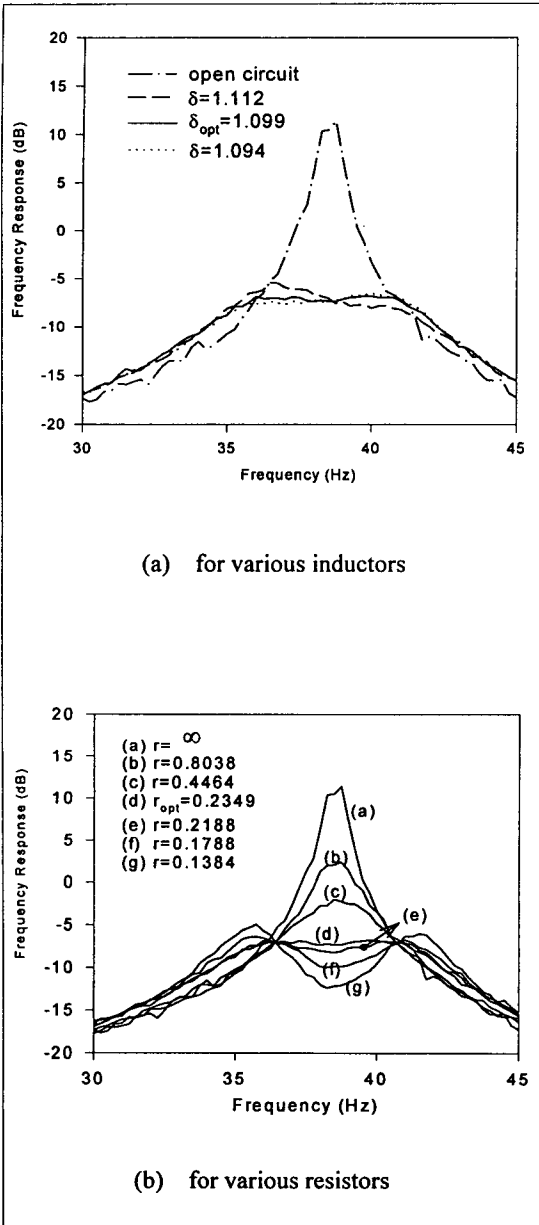 20
15
10
5
0
-5
-10
-15
-20
Frequency Response (dB)
open circuit
δ=1.112
δopt=1.099
δ=1.094
30
35
40
45
Frequency (Hz)
(a) for various inductors
20
15
10
5
0
-5
-10
-15
-20
Frequency Response (dB)
(a) r= ∞
(b) r=0.8038
(c) r=0.4464
(d) ropt=0.2349
(e) r=0.2188
(f) r=0.1788
(g) r=0.1384
(a)
(b)
(c)
(e)
(d)
(f)
(g)
30
35
40
45
Frequency (Hz)
(b) for various resistors